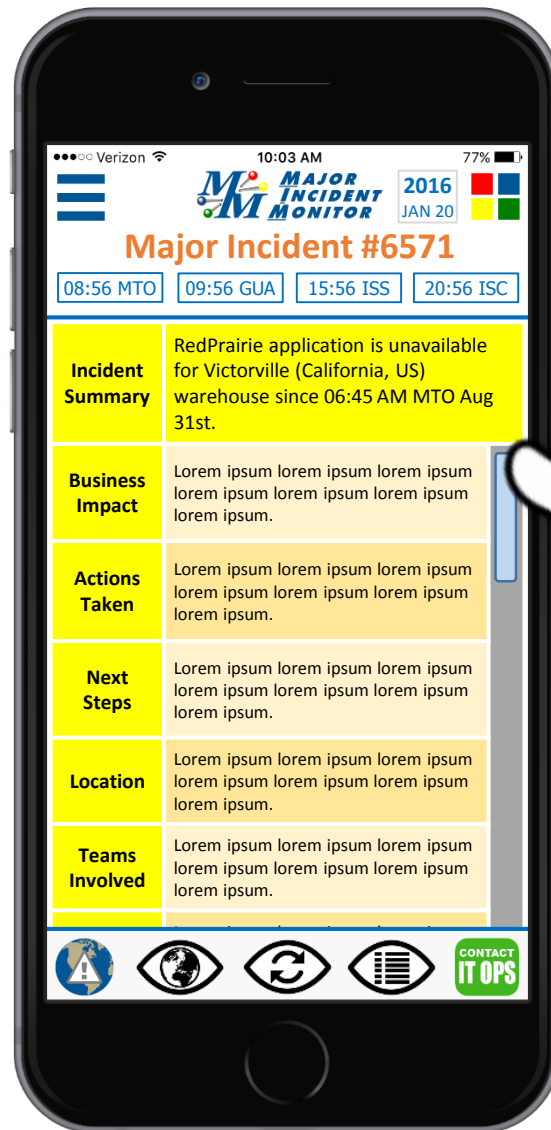 Verizon 10:03 AM 77%
MM MAJOR INCIDENT MONITOR
2016
JAN 20
Major Incident #6571
08:56 MTO 09:56 GUA 15:56 ISS 20:56 ISC
Incident Summary
RedPrairie application is unavailable
for Victorville (California, US)
warehouse since 06:45 AM MTO Aug
31st.
Business
Impact
Lorem ipsum lorem ipsum lorem ipsum
lorem ipsum lorem ipsum lorem ipsum
lorem ipsum.
Actions
Taken
Lorem ipsum lorem ipsum lorem ipsum
lorem ipsum lorem ipsum lorem ipsum
lorem ipsum.
Next
Steps
Lorem ipsum lorem ipsum lorem ipsum
lorem ipsum lorem ipsum lorem ipsum
lorem ipsum.
Location
Lorem ipsum lorem ipsum lorem ipsum
lorem ipsum lorem ipsum lorem ipsum
lorem ipsum.
Teams
Involved
Lorem ipsum lorem ipsum lorem ipsum
lorem ipsum lorem ipsum lorem ipsum
lorem ipsum.
CONTACT
IT OPS